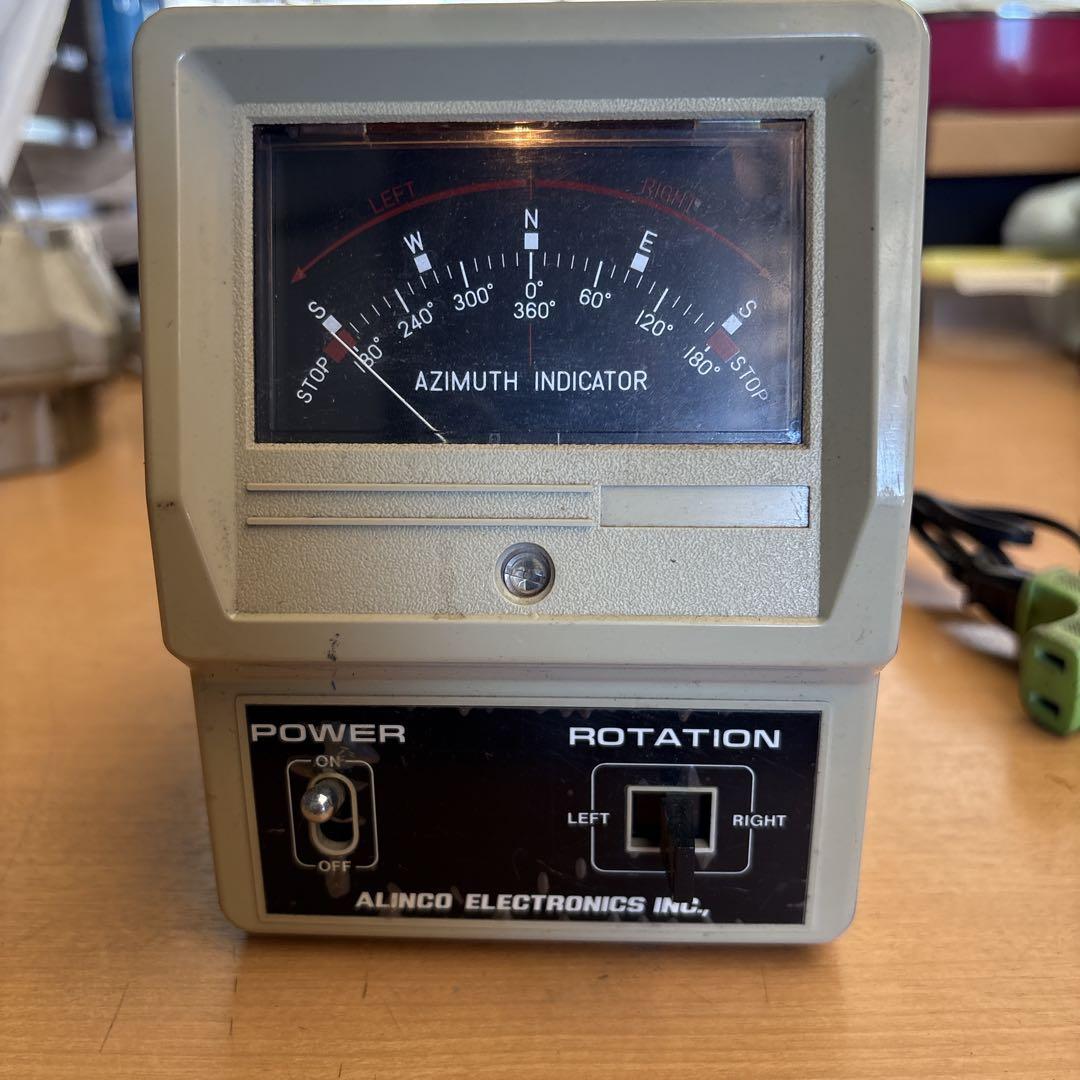 LEFT RIGHT
N
W E
S S
180° 240° 300° 0° 60° 120° 180°
360°
STOP STOP
AZIMUTH INDICATOR
POWER
ON
OFF
ROTATION
LEFT RIGHT
ALINCO ELECTRONICS INC.,